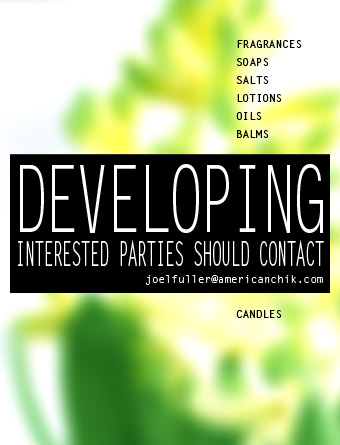 FRAGRANCES
SOAPS
SALTS
LOTIONS
OILS
BALMS
DEVELOPING
INTERESTED PARTIES SHOULD CONTACT
joelfuller@americanchik.com
CANDLES